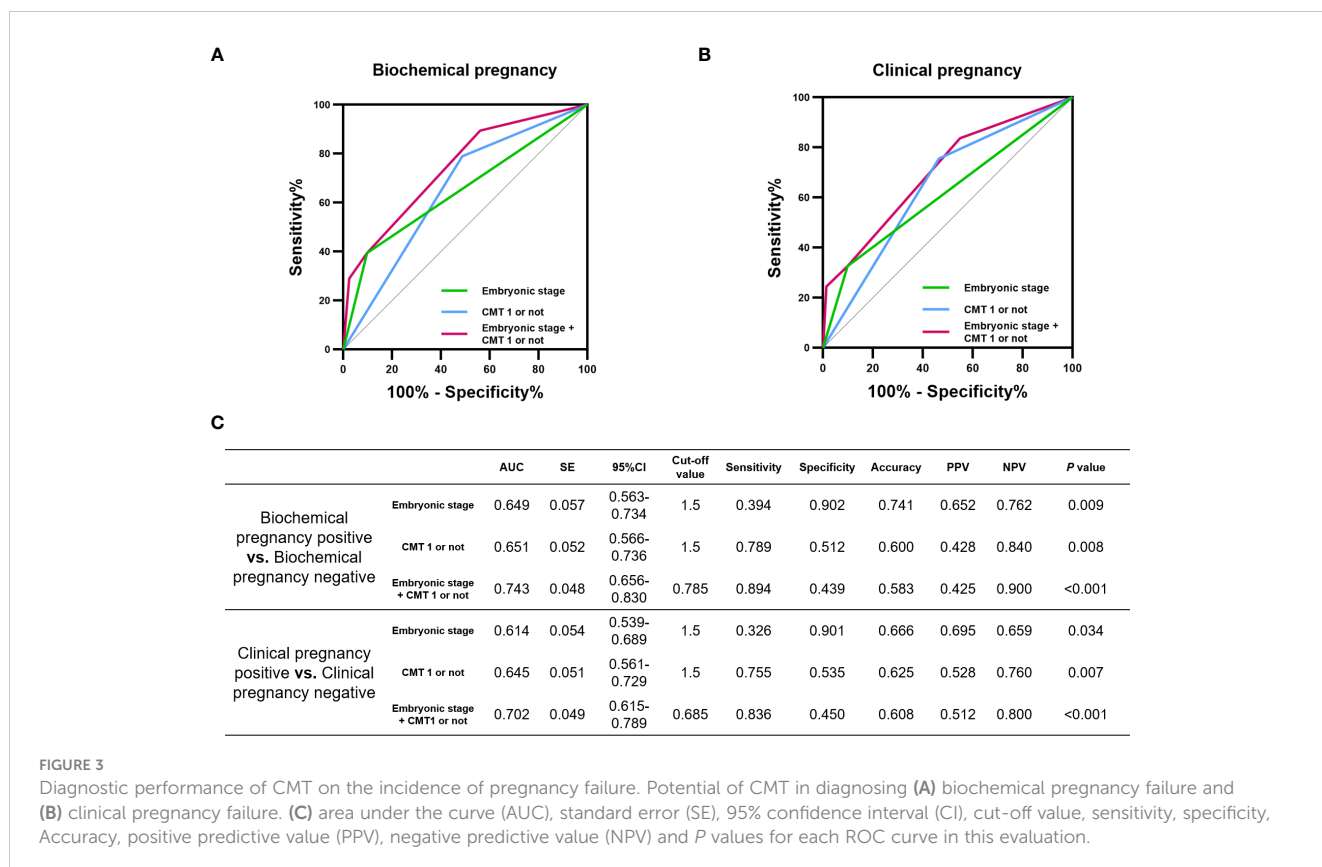 A
Biochemical pregnancy
Sensitivity%
100
80
60
40
20
0
0 20 40 60 80 100
100% - Specificity%
Embryonic stage
CMT 1 or not
Embryonic stage +
CMT 1 or not
B
Clinical pregnancy
Sensitivity%
100
80
60
40
20
0
0 20 40 60 80 100
100% - Specificity%
Embryonic stage
CMT 1 or not
Embryonic stage +
CMT 1 or not
C
AUC SE 95%CI Cut-off value Sensitivity Specificity Accuracy PPV NPV P value
Biochemical
pregnancy positive
vs. Biochemical
pregnancy negative
Embryonic stage 0.649 0.057 0.563-0.734 1.5 0.394 0.902 0.741 0.652 0.762 0.009
CMT 1 or not 0.651 0.052 0.566-0.736 1.5 0.789 0.512 0.600 0.428 0.840 0.008
Embryonic stage + CMT 1 or not 0.743 0.048 0.656-0.830 0.785 0.894 0.439 0.583 0.425 0.900 <0.001
Clinical pregnancy
positive vs. Clinical
pregnancy negative
Embryonic stage 0.614 0.054 0.539-0.689 1.5 0.326 0.901 0.666 0.695 0.659 0.034
CMT 1 or not 0.645 0.051 0.561-0.729 1.5 0.755 0.535 0.625 0.528 0.760 0.007
Embryonic stage + CMT1 or not 0.702 0.049 0.615-0.789 0.685 0.836 0.450 0.608 0.512 0.800 <0.001
FIGURE 3
Diagnostic performance of CMT on the incidence of pregnancy failure. Potential of CMT in diagnosing (A) biochemical pregnancy failure and
(B) clinical pregnancy failure. (C) area under the curve (AUC), standard error (SE), 95% confidence interval (CI), cut-off value, sensitivity, specificity,
Accuracy, positive predictive value (PPV), negative predictive value (NPV) and P values for each ROC curve in this evaluation.